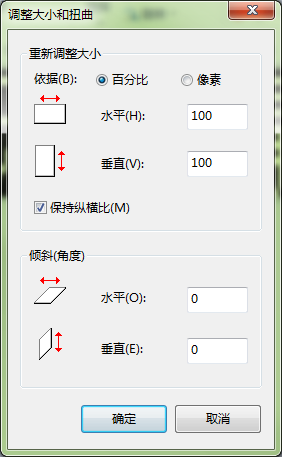 调整大小和扭曲
重新调整大小
依据(B): 百分比 像素
水平(H): 100
垂直(V): 100
保持纵横比(M)
倾斜(角度)
水平(O): 0
垂直(E): 0
确定 取消